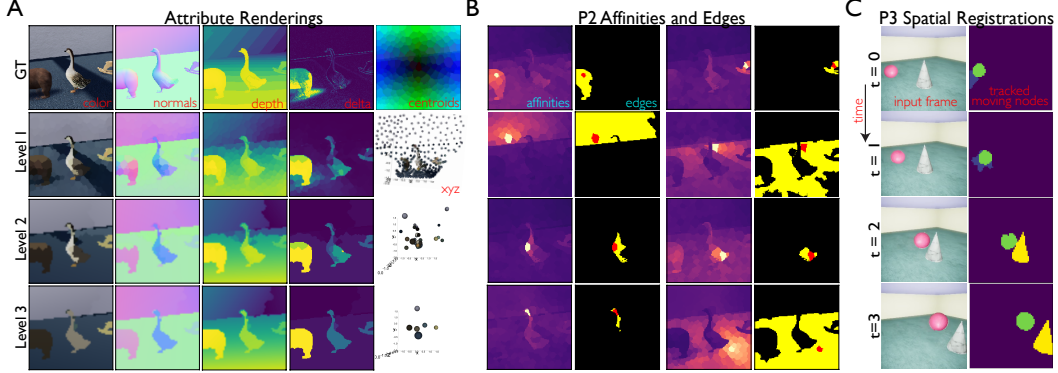 A
Attribute Renderings
GT
color
normals
depth
delta
centroids
Level 1
xyz
Level 2
Level 3
B
P2 Affinities and Edges
affinities
edges
C
P3 Spatial Registrations
t = 0
input frame
tracked
moving nodes
time
t = 1
t = 2
t=3